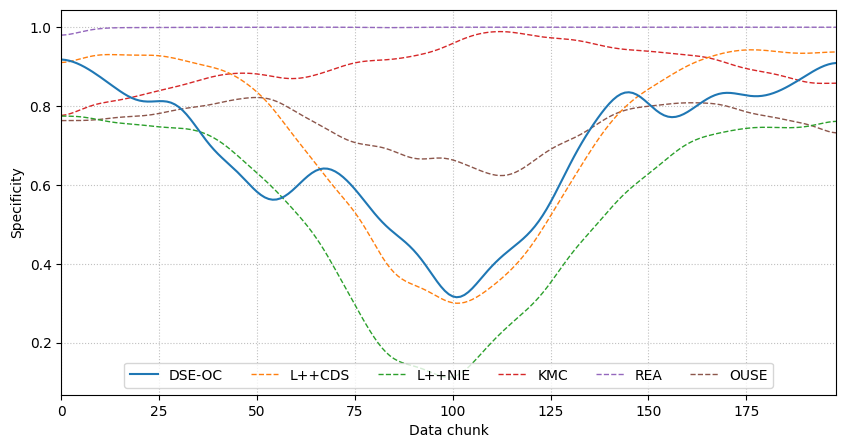 1.0
0.8
0.6
0.4
0.2
Specificity
DSE-OC L++CDS L++NIE KMC REA OUSE
0 25 50 75 100 125 150 175
Data chunk